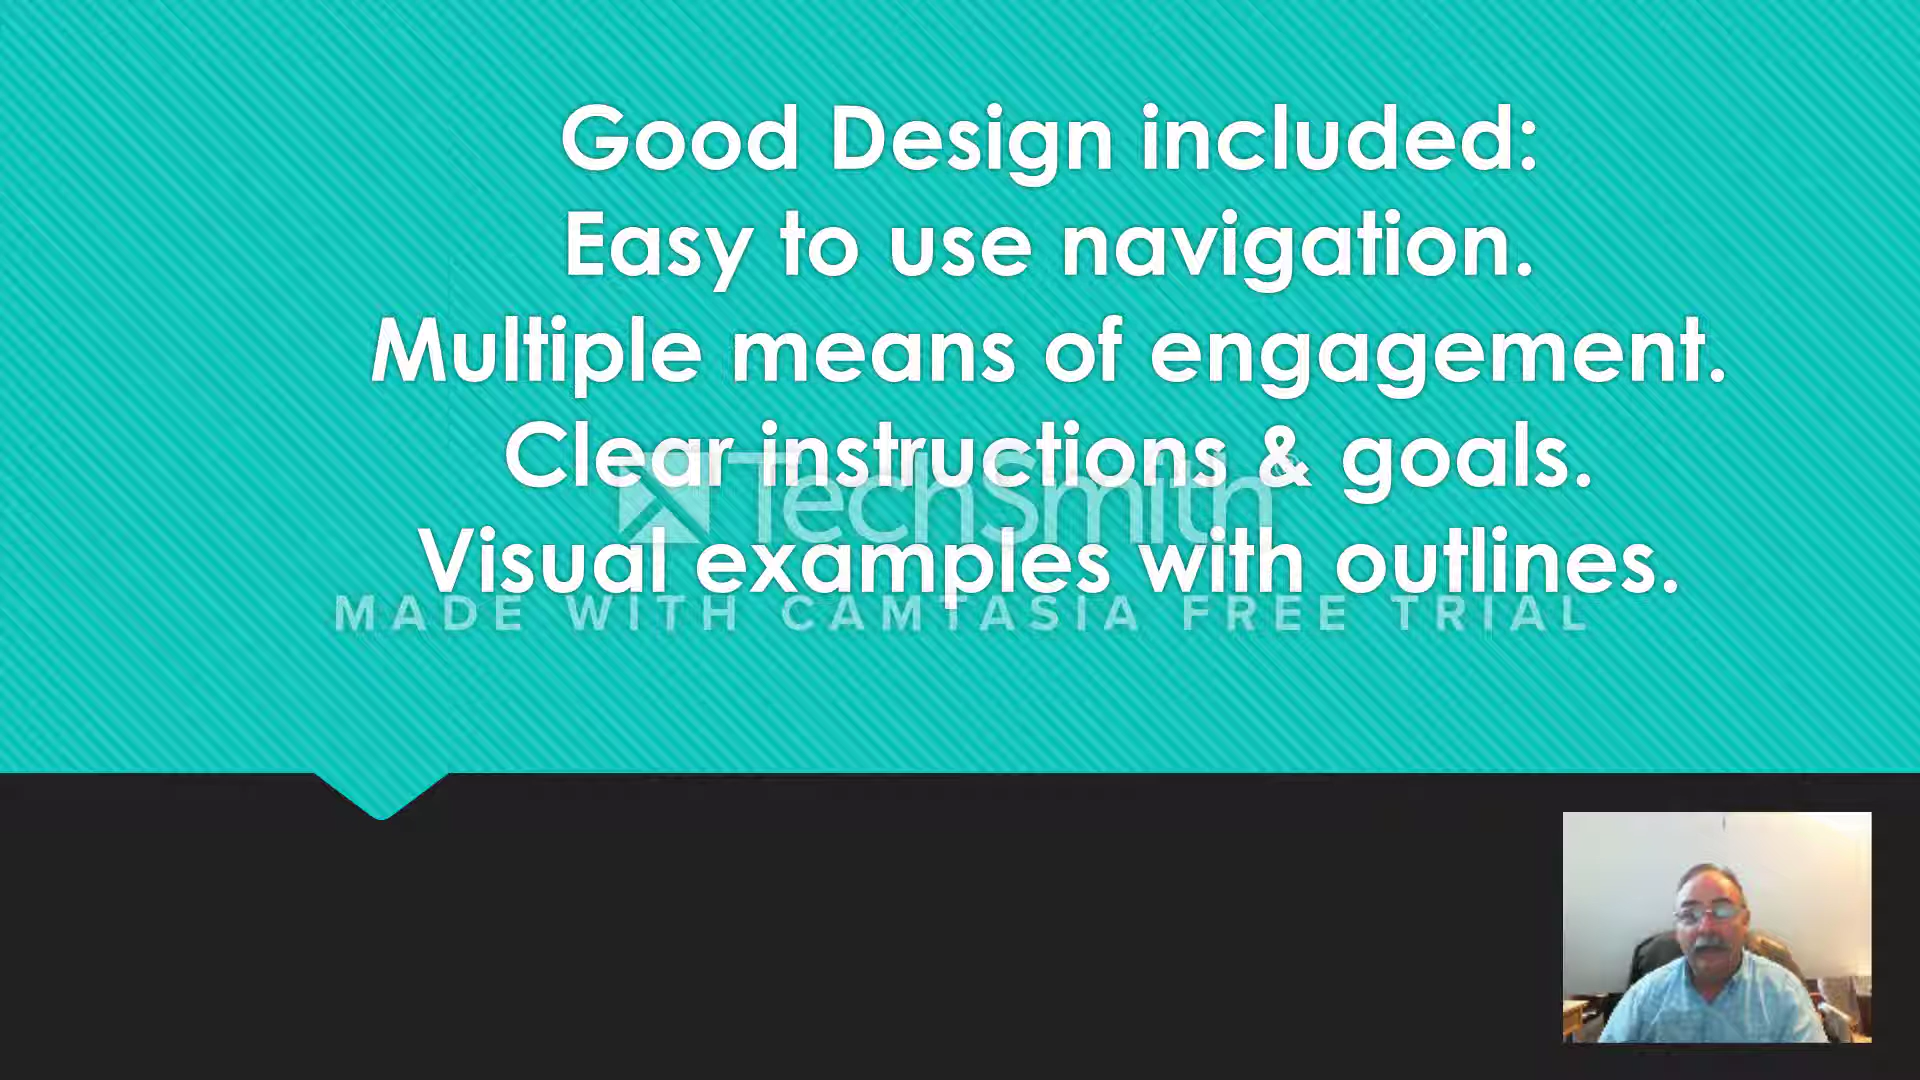 Good Design included:
Easy to use navigation.
Multiple means of engagement.
Clear instructions & goals.
TechSmith®
Visual examples with outlines.
MADE WITH CAMTASIA FREE TRIAL